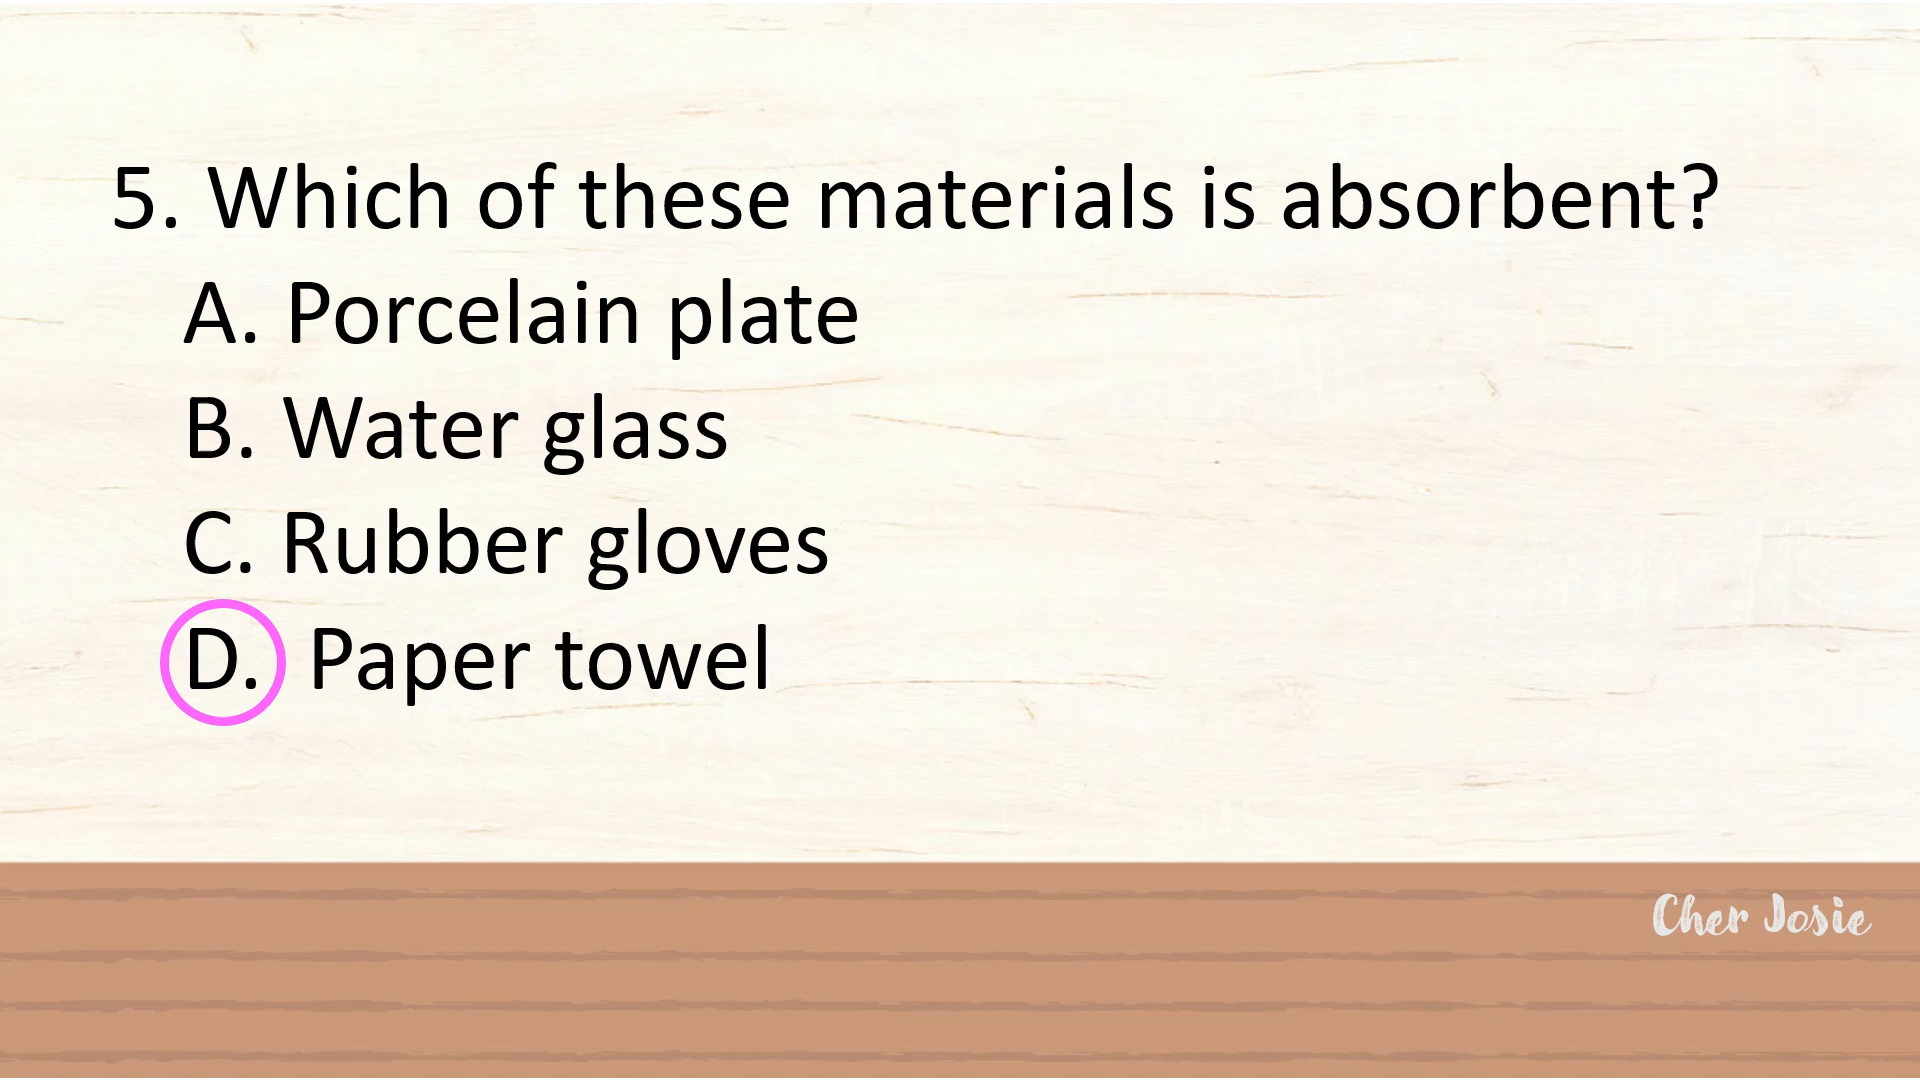 5. Which of these materials is absorbent?
A. Porcelain plate
B. Water glass
C. Rubber gloves
D. Paper towel
Cher Josie